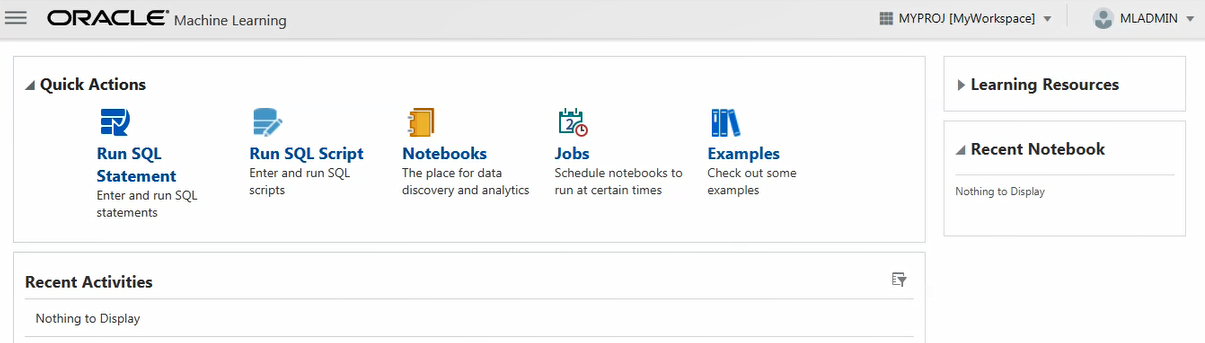 ORACLE® Machine Learning
MYPROJ [MyWorkspace]
MLADMIN
Quick Actions
Run SQL
Statement
Enter and run SQL
statements
Run SQL Script
Enter and run SQL
scripts
Notebooks
The place for data
discovery and analytics
2
Jobs
Schedule notebooks to
run at certain times
Examples
Check out some
examples
Learning Resources
Recent Notebook
Nothing to Display
Recent Activities
Nothing to Display